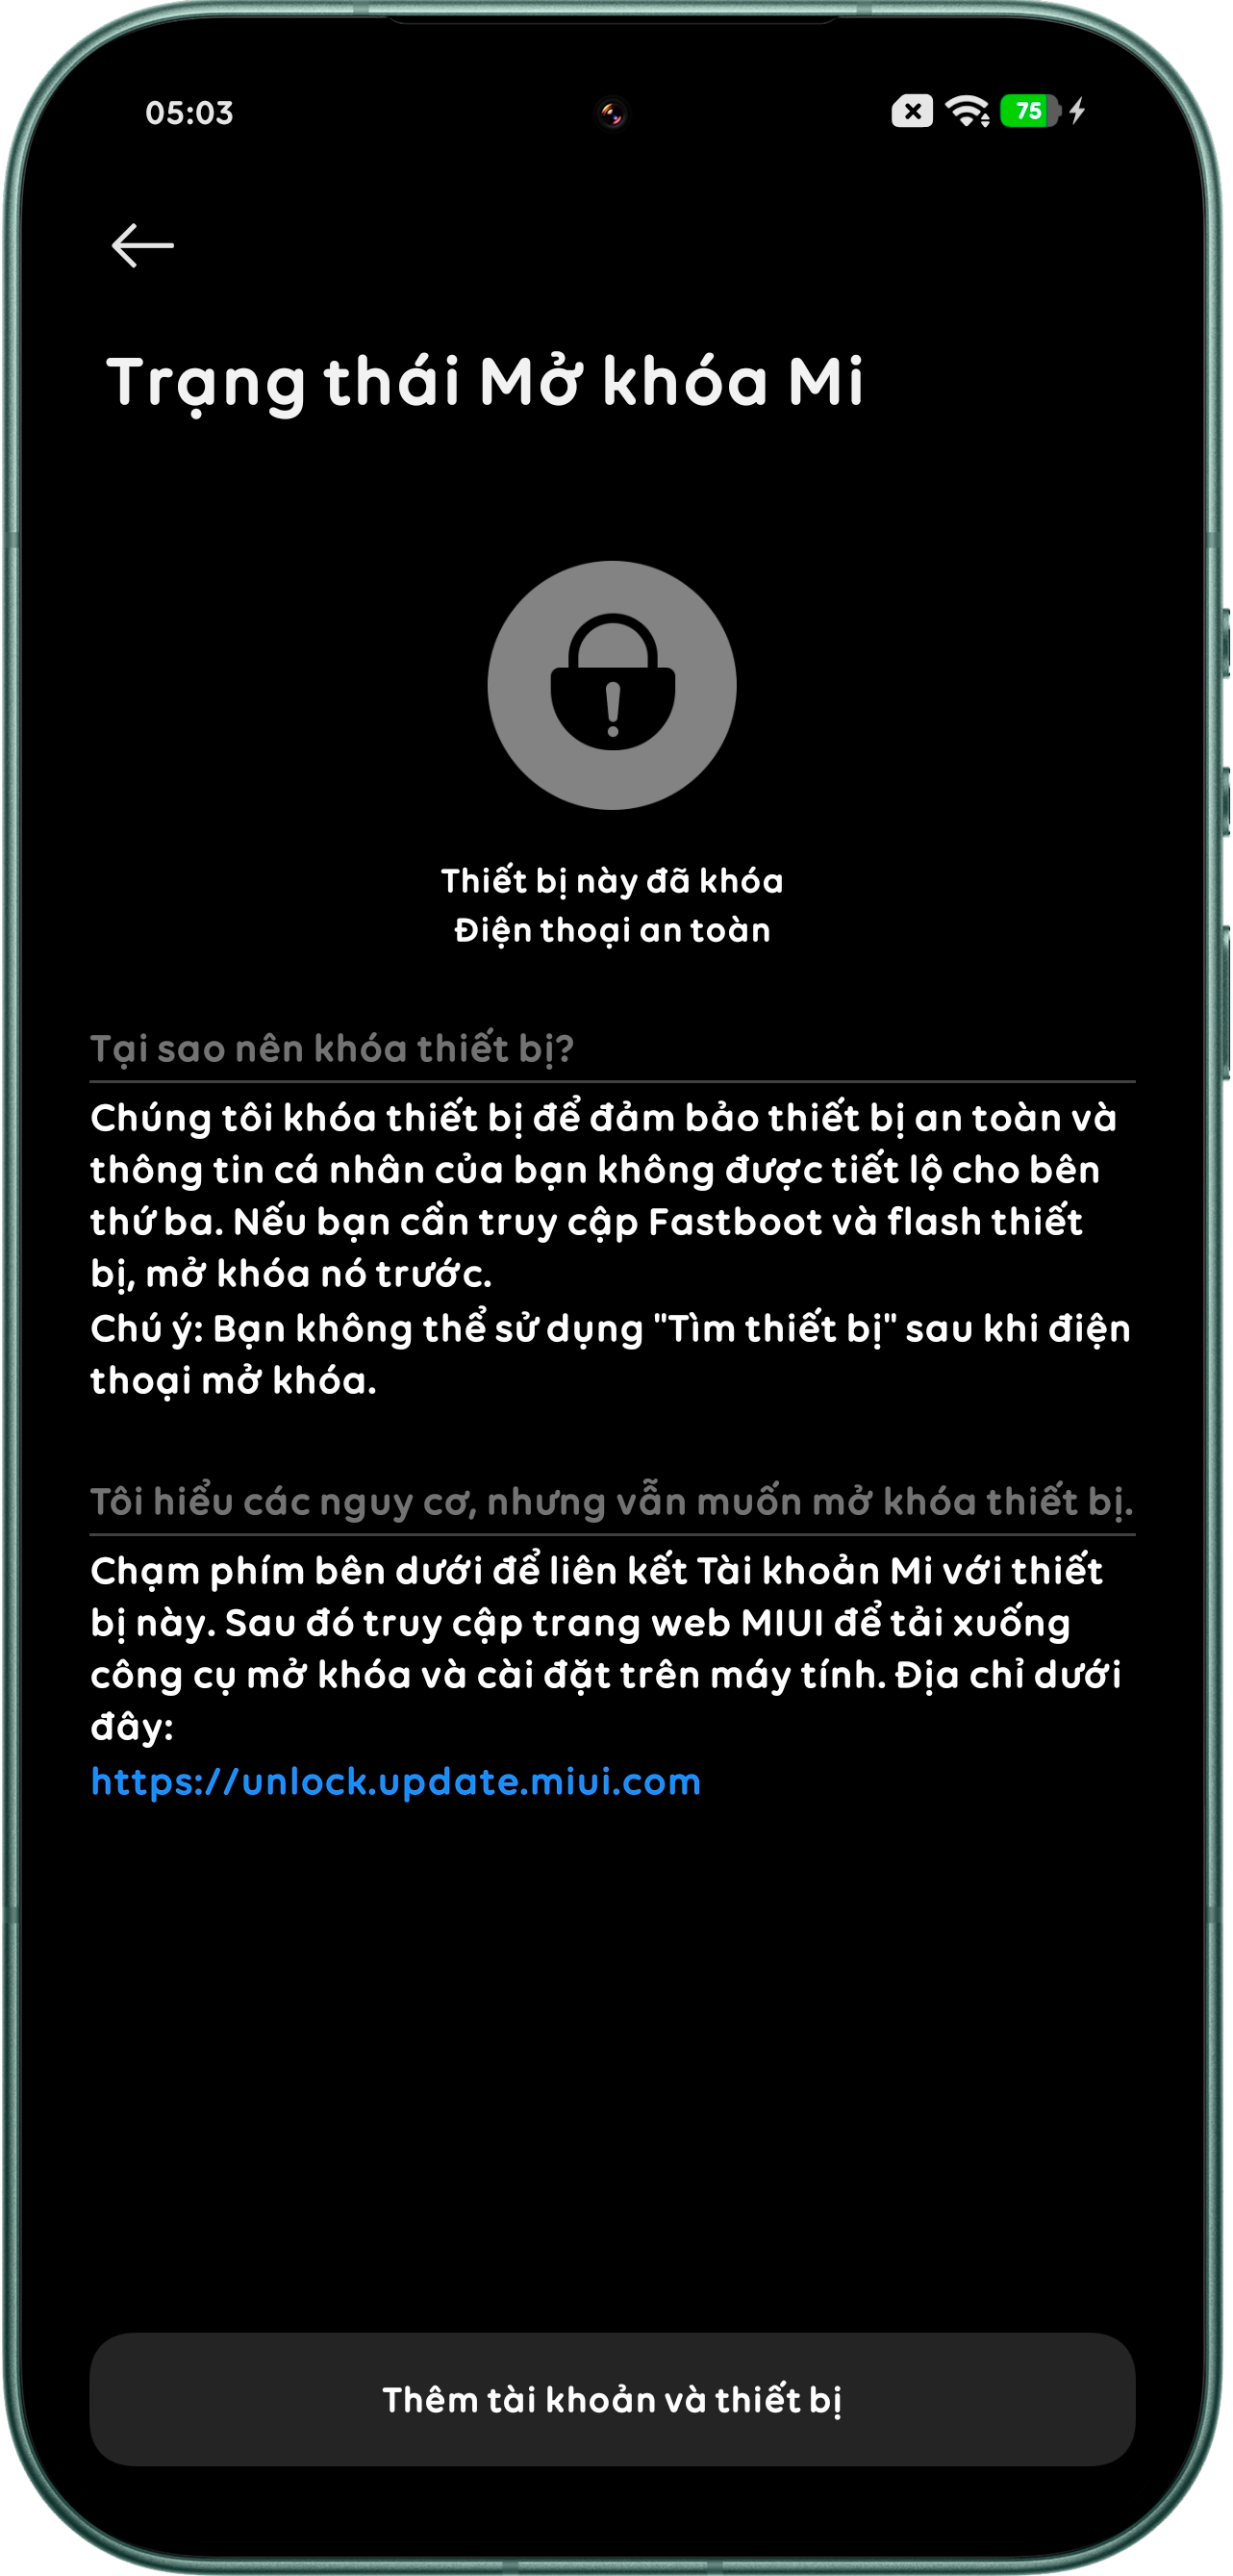 05:03
75
Trạng thái Mở khóa Mi
Thiết bị này đã khóa
Điện thoại an toàn
Tại sao nên khóa thiết bị?
Chúng tôi khóa thiết bị để đảm bảo thiết bị an toàn và
thông tin cá nhân của bạn không được tiết lộ cho bên
thứ ba. Nếu bạn cần truy cập Fastboot và flash thiết
bị, mở khóa nó trước.
Chú ý: Bạn không thể sử dụng "Tìm thiết bị" sau khi điện
thoại mở khóa.
Tôi hiểu các nguy cơ, nhưng vẫn muốn mở khóa thiết bị.
Chạm phím bên dưới để liên kết Tài khoản Mi với thiết
bị này. Sau đó truy cập trang web MIUI để tải xuống
công cụ mở khóa và cài đặt trên máy tính. Địa chỉ dưới
đây:
https://unlock.update.miui.com
Thêm tài khoản và thiết bị